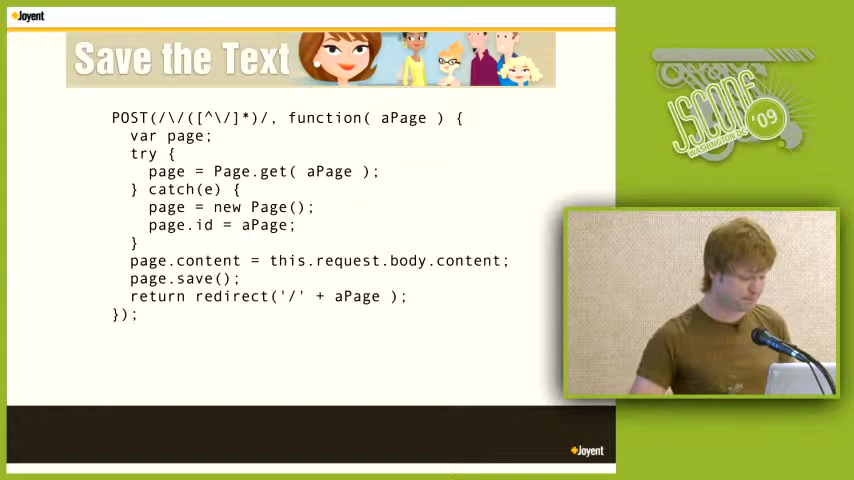 Joyent
Save the Text
POST(/\/([^\/]*)/, function( aPage ) {
var page;
try {
page = Page.get( aPage );
} catch(e) {
page = new Page();
page.id = aPage;
}
page.content = this.request.body.content;
page.save();
return redirect('/' + aPage );
});
Joyent
JSCONF
'09
WASHINGTON D.C.